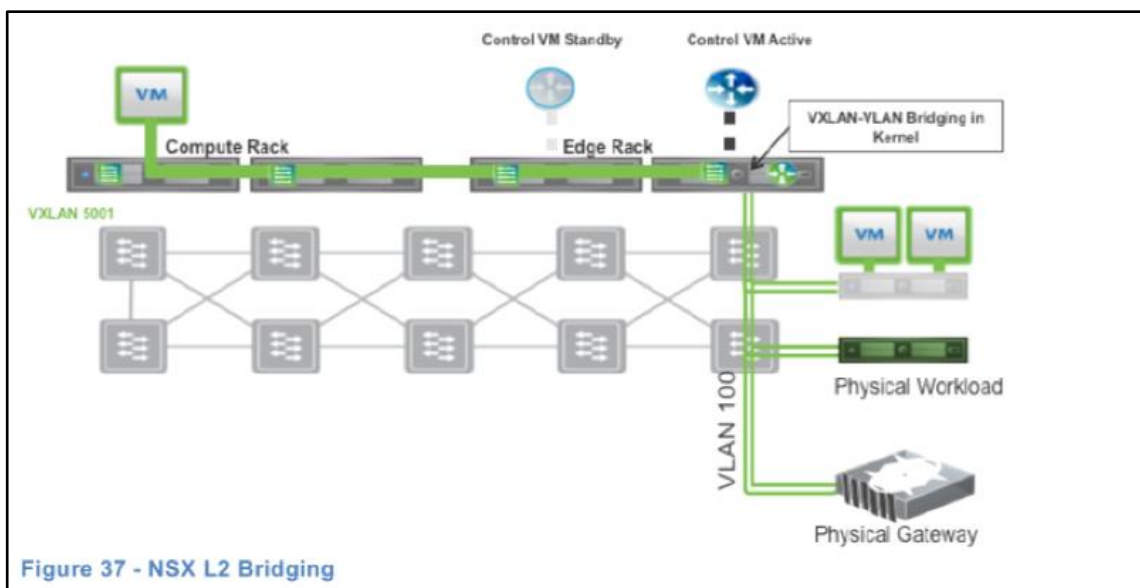 Control VM Standby
Control VM Active
VM
VXLAN-YLAN Bridging in
Kernel
Compute Rack
Edge Rack
VXLAN 5001
VM
VM
VLAN 100
Physical Workload
Physical Gateway
Figure 37 - NSX L2 Bridging